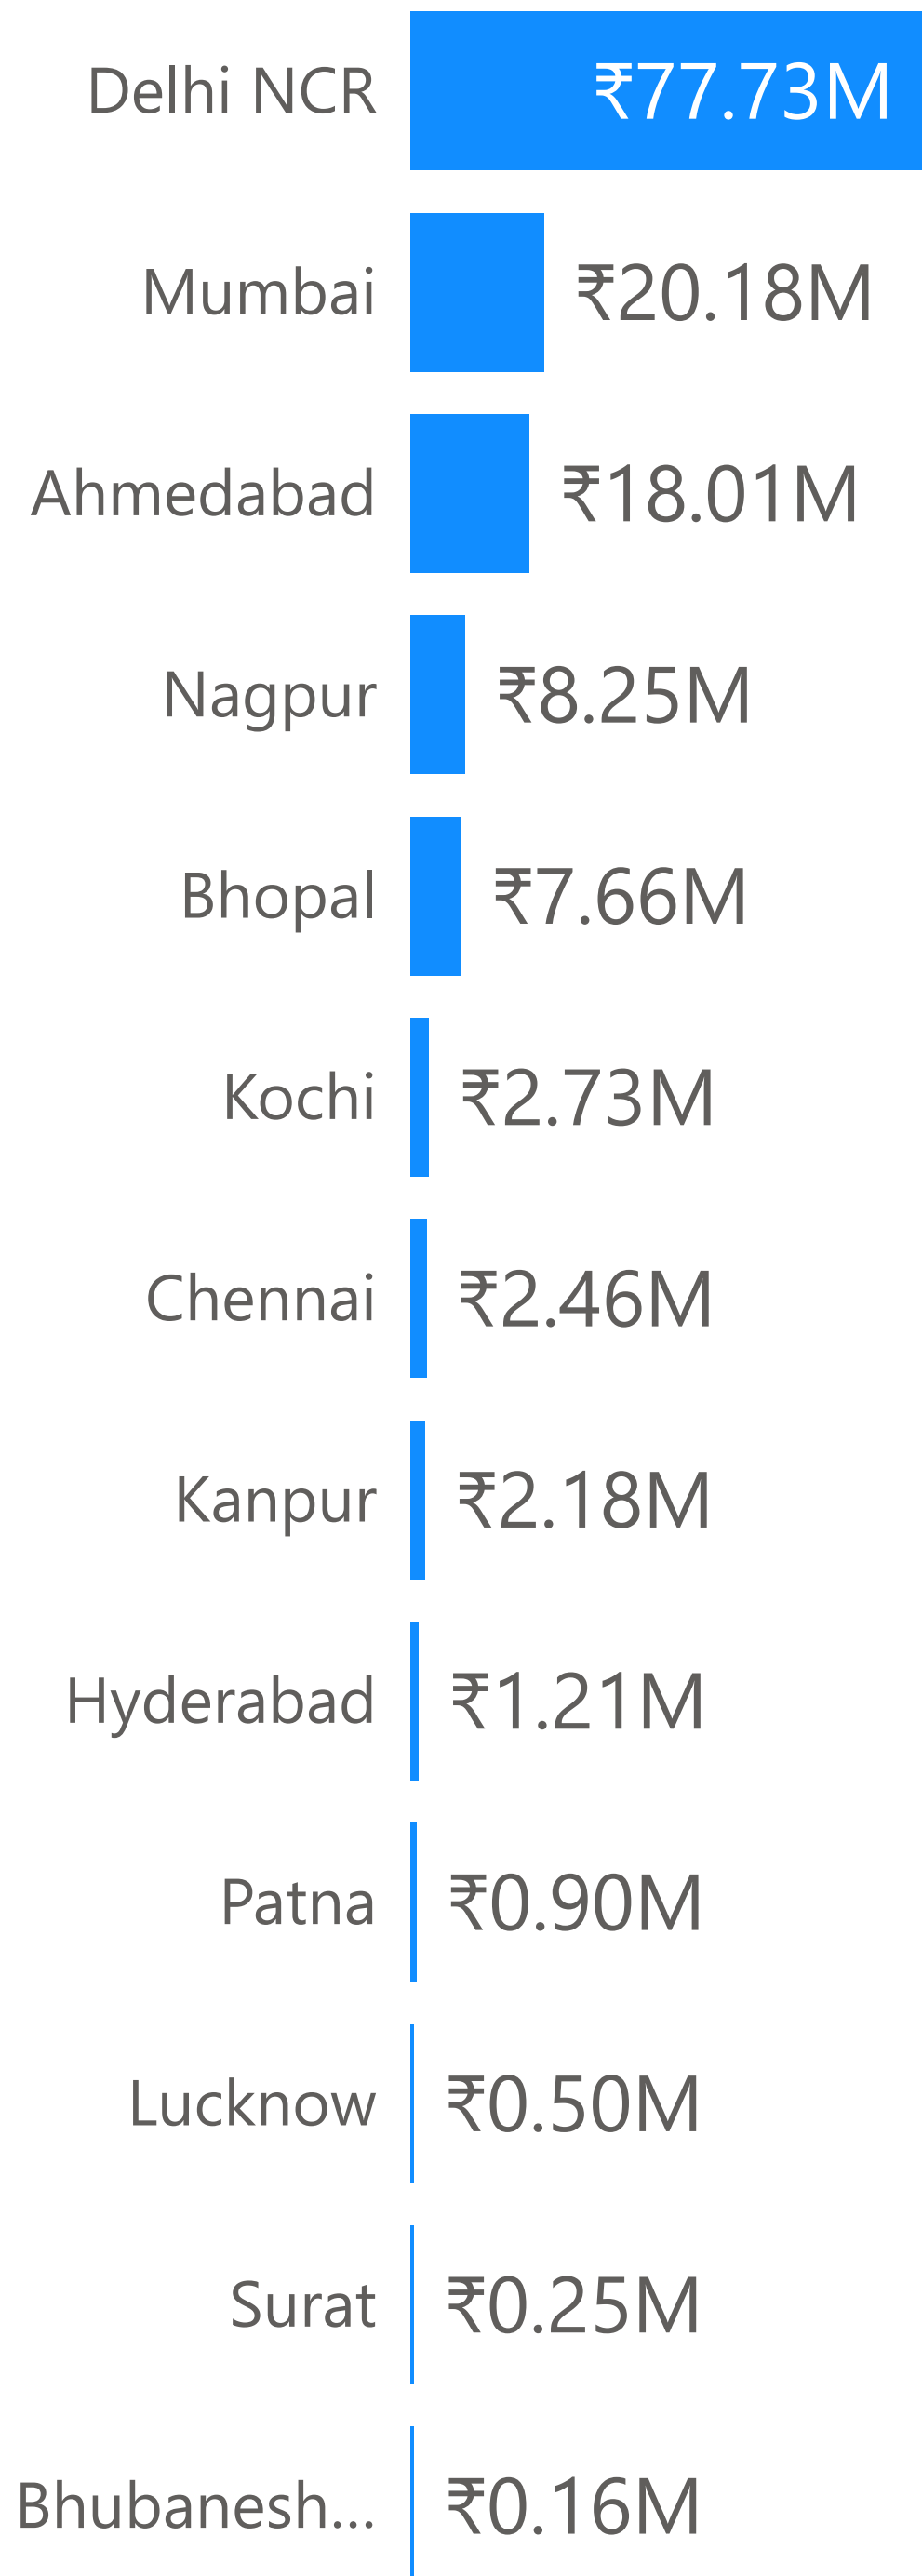 Delhi NCR ₹77.73M
Mumbai ₹20.18M
Ahmedabad ₹18.01M
Nagpur ₹8.25M
Bhopal ₹7.66M
Kochi ₹2.73M
Chennai ₹2.46M
Kanpur ₹2.18M
Hyderabad ₹1.21M
Patna ₹0.90M
Lucknow ₹0.50M
Surat ₹0.25M
Bhubanesh... ₹0.16M